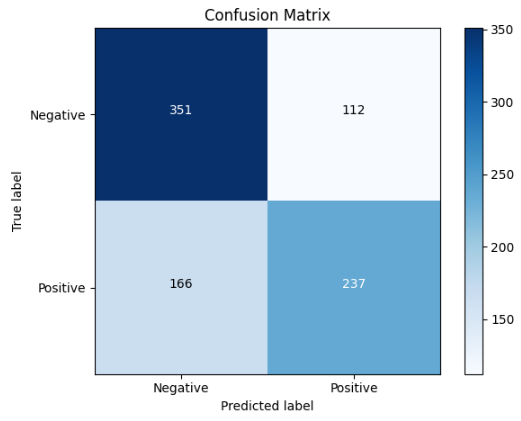 Confusion Matrix
350
Negative 351 112
300
250
True label
200
Positive 166 237
150
Negative Positive
Predicted label